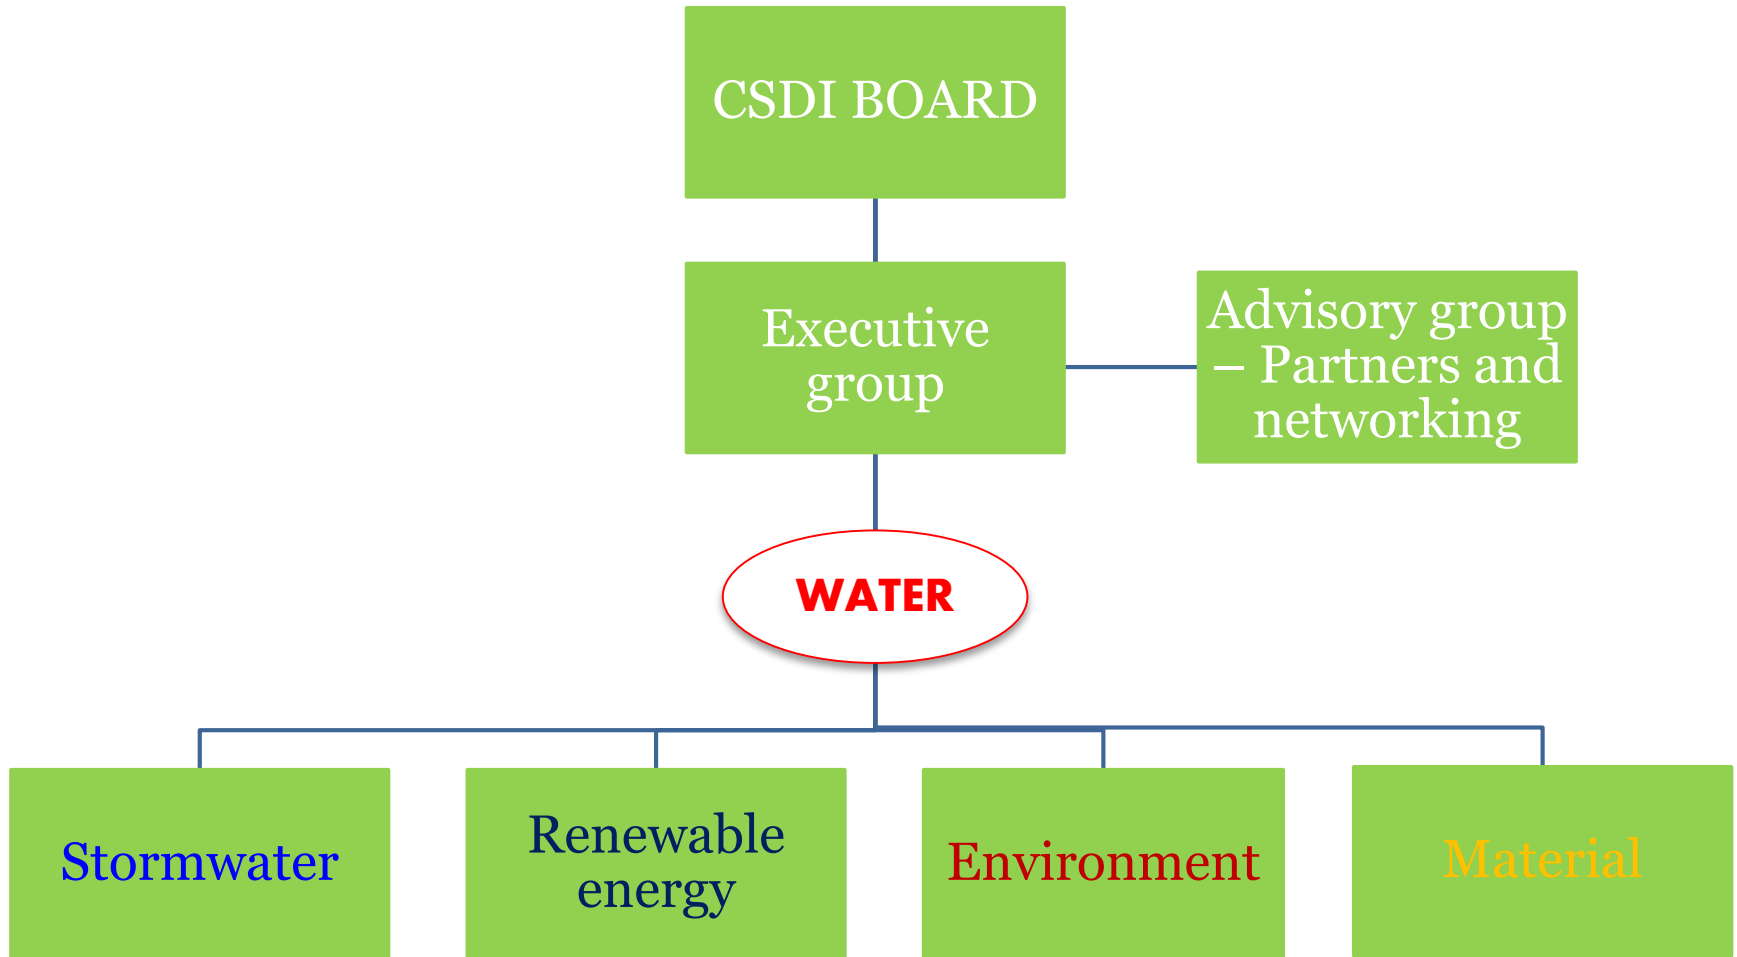 CSDI BOARD
Executive
group
Advisory group
– Partners and
networking
WATER
Stormwater
Renewable
energy
Environment
Material